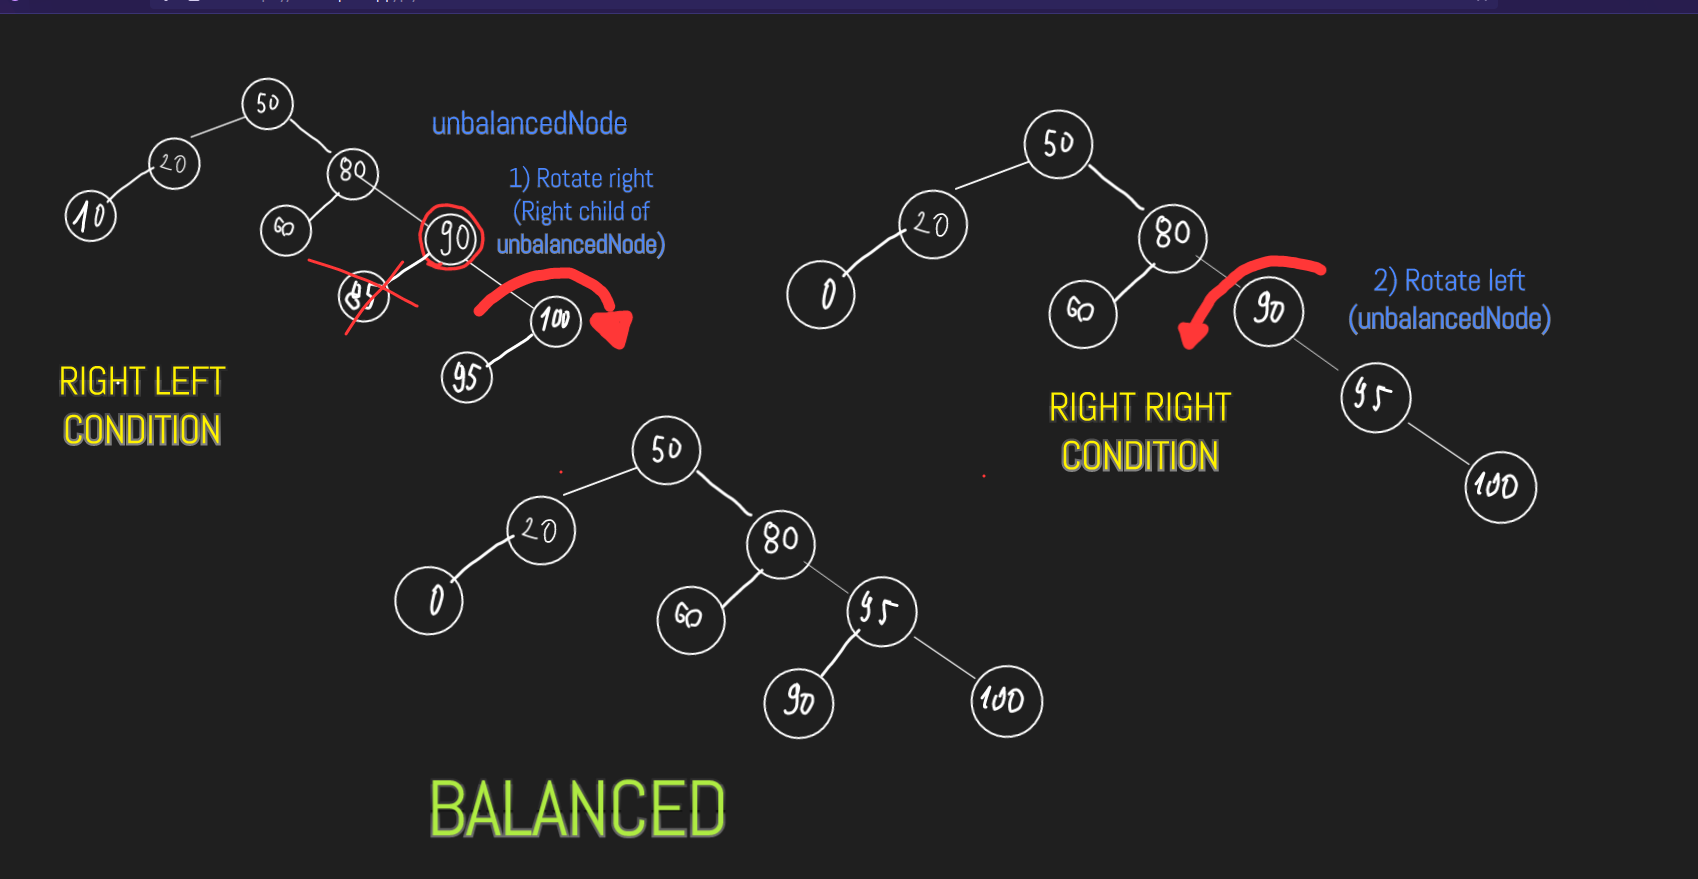 50
20
80
10
60
90
85
100
95
unbalancedNode
1) Rotate right
(Right child of
unbalancedNode)
RIGHT LEFT
CONDITION
50
20
80
0
60
90
95
100
2) Rotate left
(unbalancedNode)
RIGHT RIGHT
CONDITION
50
20
80
0
60
95
90
100
BALANCED